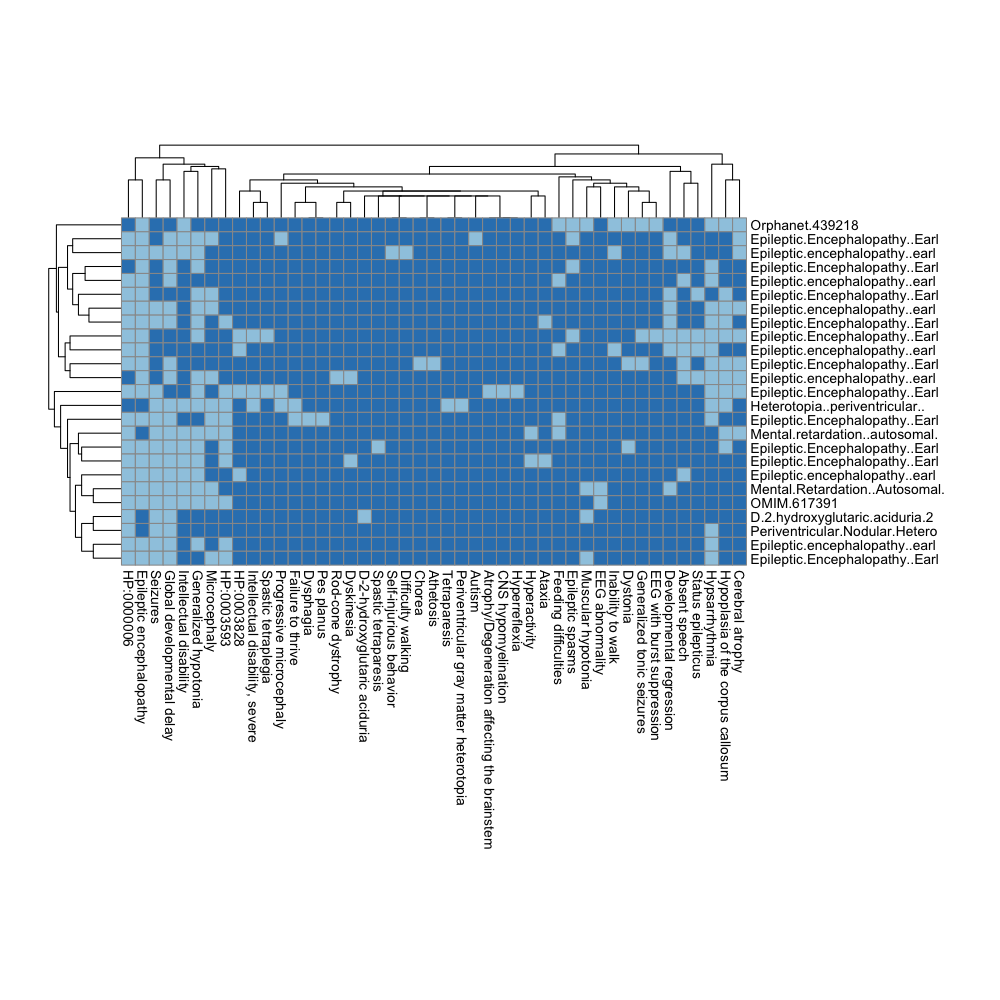 Orphanet.439218
Epileptic.Encephalopathy..Earl
Epileptic.encephalopathy..earl
Epileptic.Encephalopathy..Earl
Epileptic.encephalopathy..earl
Epileptic.Encephalopathy..Earl
Epileptic.encephalopathy..earl
Epileptic.Encephalopathy..Earl
Epileptic.Encephalopathy..Earl
Epileptic.encephalopathy..earl
Epileptic.Encephalopathy..Earl
Epileptic.encephalopathy..earl
Epileptic.Encephalopathy..Earl
Heterotopia..periventricular..
Epileptic.Encephalopathy..Earl
Mental.retardation..autosomal.
Epileptic.Encephalopathy..Earl
Epileptic.Encephalopathy..Earl
Epileptic.encephalopathy..earl
Mental.Retardation..Autosomal.
OMIM.617391
D.2.hydroxyglutaric.aciduria.2
Periventricular.Nodular.Hetero
Epileptic.encephalopathy..earl
Epileptic.Encephalopathy..Earl
HP:0000006
Epileptic encephalopathy
Seizures
Global developmental delay
Intellectual disability
Generalized hypotonia
Microcephaly
HP:0003593
HP:0003828
Intellectual disability, severe
Spastic tetraplegia
Progressive microcephaly
Failure to thrive
Dysphagia
Pes planus
Rod-cone dystrophy
Dyskinesia
D-2-hydroxyglutaric aciduria
Spastic tetraparesis
Self-injurious behavior
Difficulty walking
Chorea
Athetosis
Tetraparesis
Periventricular gray matter heterotopia
Autism
Atrophy/Degeneration affecting the brainstem
CNS hypomyelination
Hyperreflexia
Hyperactivity
Ataxia
Feeding difficulties
Epileptic spasms
Muscular hypotonia
EEG abnormality
Inability to walk
Dystonia
Generalized tonic seizures
EEG with burst suppression
Developmental regression
Absent speech
Status epilepticus
Hypsarrhythmia
Hypoplasia of the corpus callosum
Cerebral atrophy